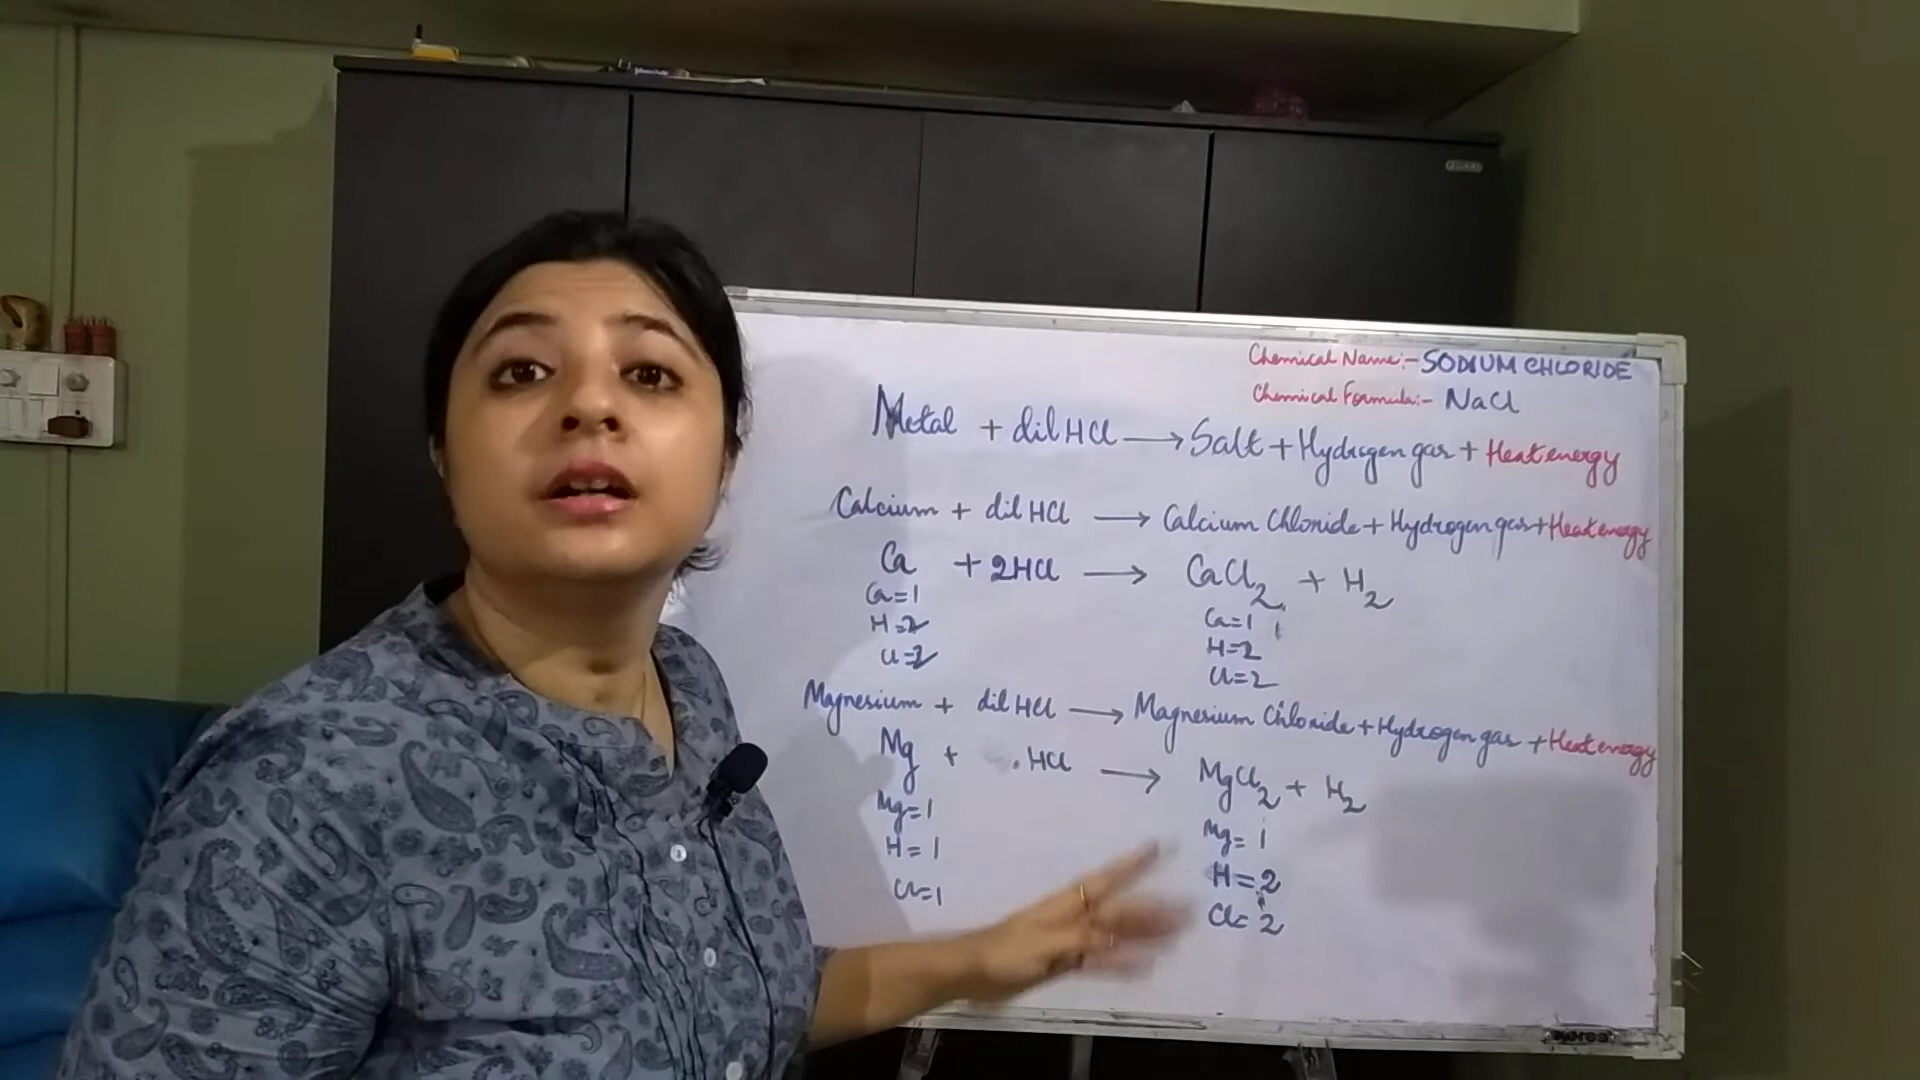 Chemical Name:- SODIUM CHLORIDE
Chemical Formula:- NaCl
Metal + dil HCl → Salt + Hydrogen gas + Heat energy
Calcium + dil HCl → Calcium Chloride + Hydrogen gas + Heat energy
Ca + 2HCl → CaCl2 + H2
Ca=1 Ca=1
H=2 H=2
Cl=2 Cl=2
Magnesium + dil HCl → Magnesium Chloride + Hydrogen gas + Heat energy
Mg + HCl → MgCl2 + H2
Mg=1 Mg=1
H=1 H=2
Cl=1 Cl=2